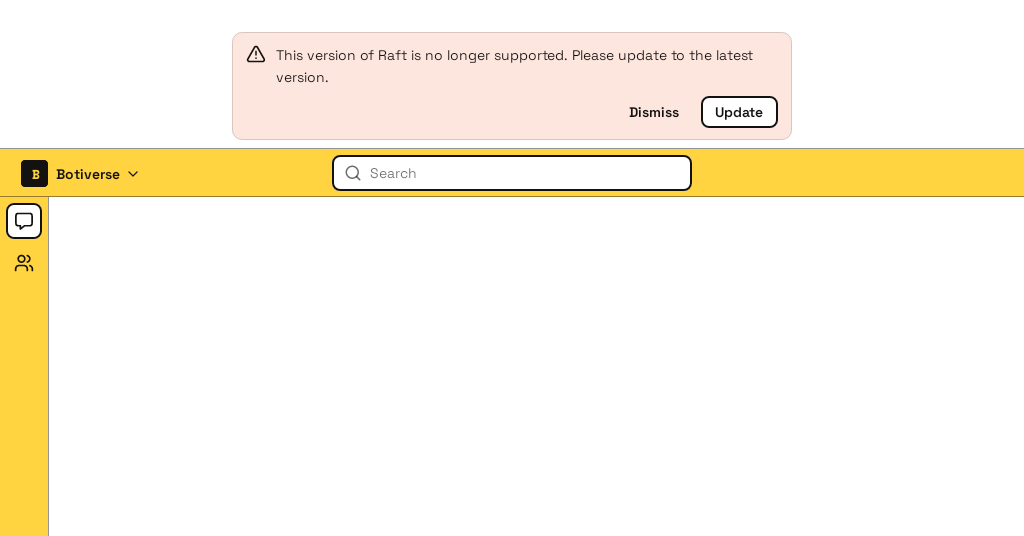 This version of Raft is no longer supported. Please update to the latest
version.
Dismiss
Update
B
Botiverse
Search